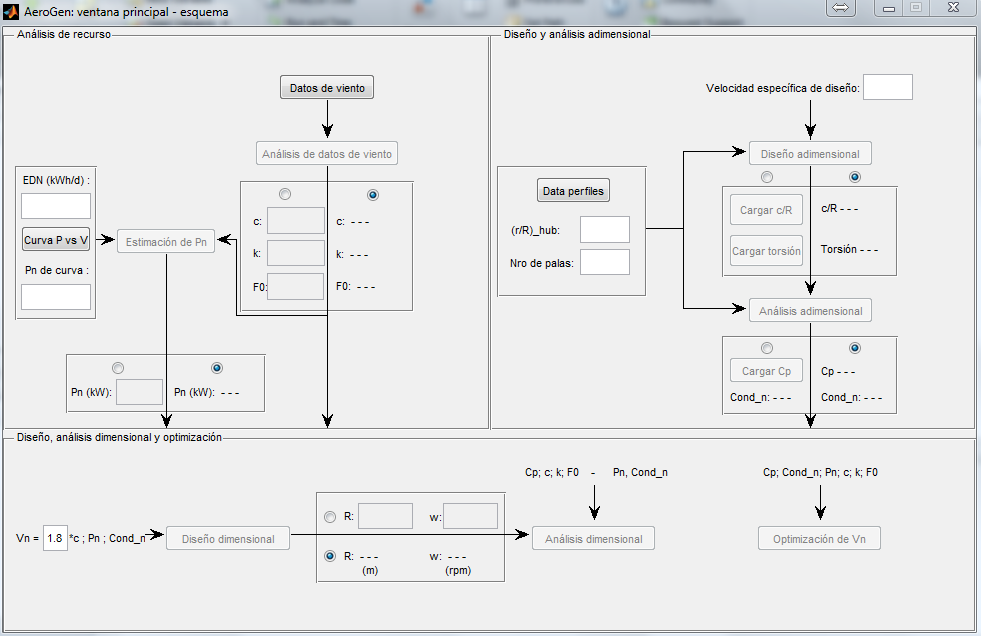 AeroGen: ventana principal - esquema
Análisis de recurso
Datos de viento
Análisis de datos de viento
EDN (kWh/d) :
Curva P vs V
Pn de curva :
Estimación de Pn
c:
c: ---
k:
k: ---
F0:
F0: ---
Pn (kW):
Pn (kW): ---
Diseño y análisis adimensional
Velocidad específica de diseño:
Diseño adimensional
Data perfiles
(r/R)_hub:
Nro de palas:
Cargar c/R
c/R ---
Cargar torsión
Torsión ---
Análisis adimensional
Cargar Cp
Cp ---
Cond_n: ---
Cond_n: ---
Diseño, análisis dimensional y optimización
Vn = 1.8 *c ; Pn ; Cond_n
Diseño dimensional
R:
w:
R: ---
w: ---
(m)
(rpm)
Cp; c; k; F0 - Pn, Cond_n
Análisis dimensional
Cp; Cond_n; Pn; c; k; F0
Optimización de Vn